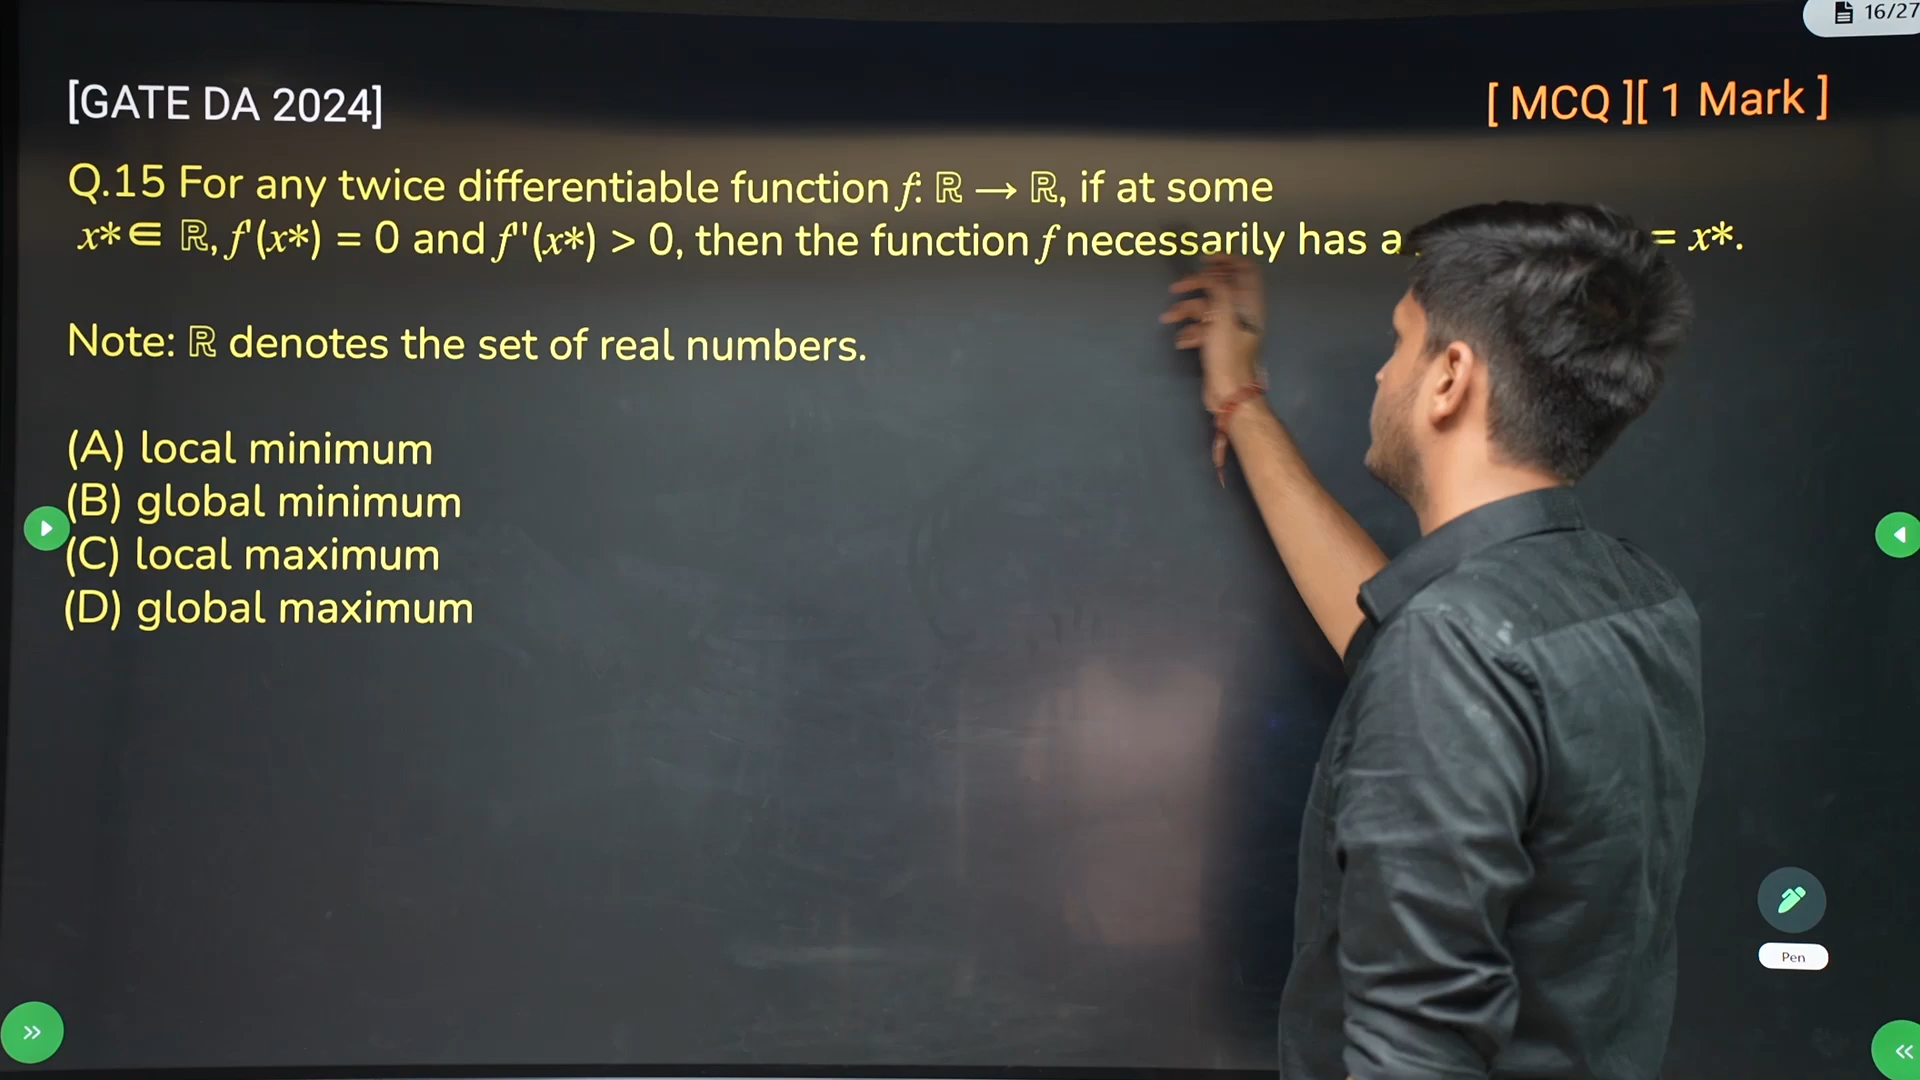 16/27
[GATE DA 2024]
[ MCQ ][ 1 Mark ]
Q.15 For any twice differentiable function f: ℝ → ℝ, if at some
x* ∈ ℝ, f'(x*) = 0 and f''(x*) > 0, then the function f necessarily has a = x*.
Note: ℝ denotes the set of real numbers.
(A) local minimum
(B) global minimum
(C) local maximum
(D) global maximum
Pen